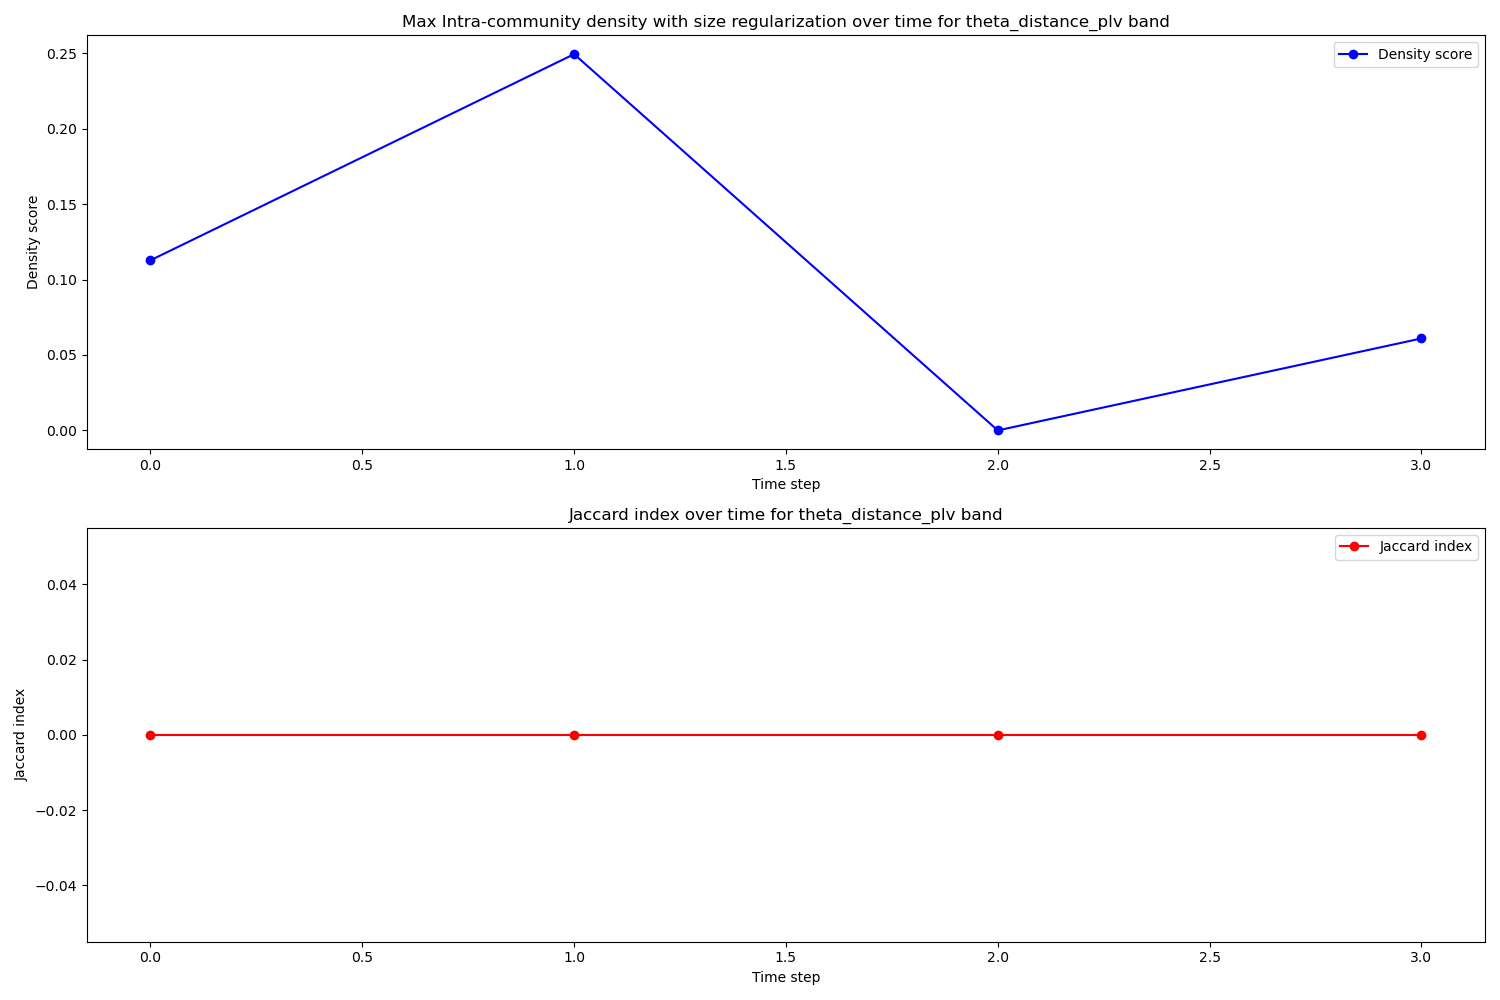 Max Intra-community density with size regularization over time for theta_distance_plv band
Density score
Density score
0.25
0.20
0.15
0.10
0.05
0.00
0.0 0.5 1.0 1.5 2.0 2.5 3.0
Time step
Jaccard index over time for theta_distance_plv band
Jaccard index
Jaccard index
0.04
0.02
0.00
−0.02
−0.04
0.0 0.5 1.0 1.5 2.0 2.5 3.0
Time step